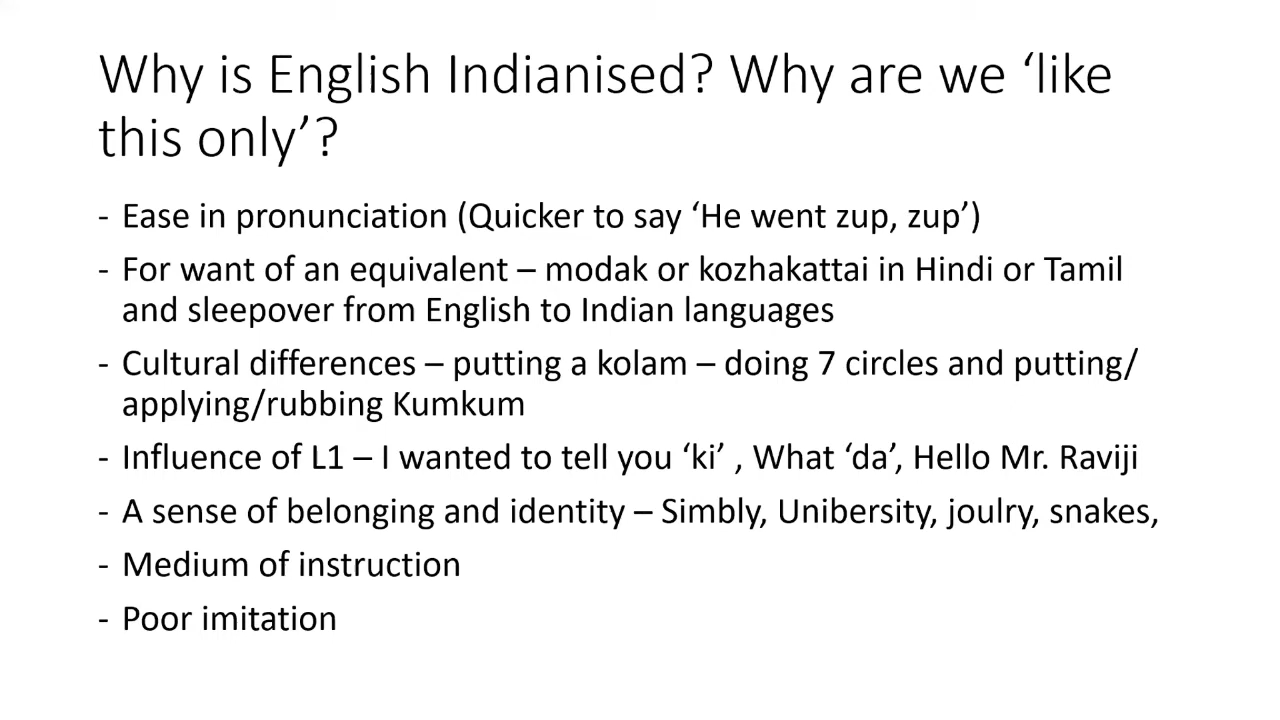 Why is English Indianised? Why are we ‘like
this only’?
- Ease in pronunciation (Quicker to say ‘He went zup, zup’)
- For want of an equivalent – modak or kozhakattai in Hindi or Tamil
and sleepover from English to Indian languages
- Cultural differences – putting a kolam – doing 7 circles and putting/
applying/rubbing Kumkum
- Influence of L1 – I wanted to tell you ‘ki’ , What ‘da’, Hello Mr. Raviji
- A sense of belonging and identity – Simbly, Unibersity, joulry, snakes,
- Medium of instruction
- Poor imitation